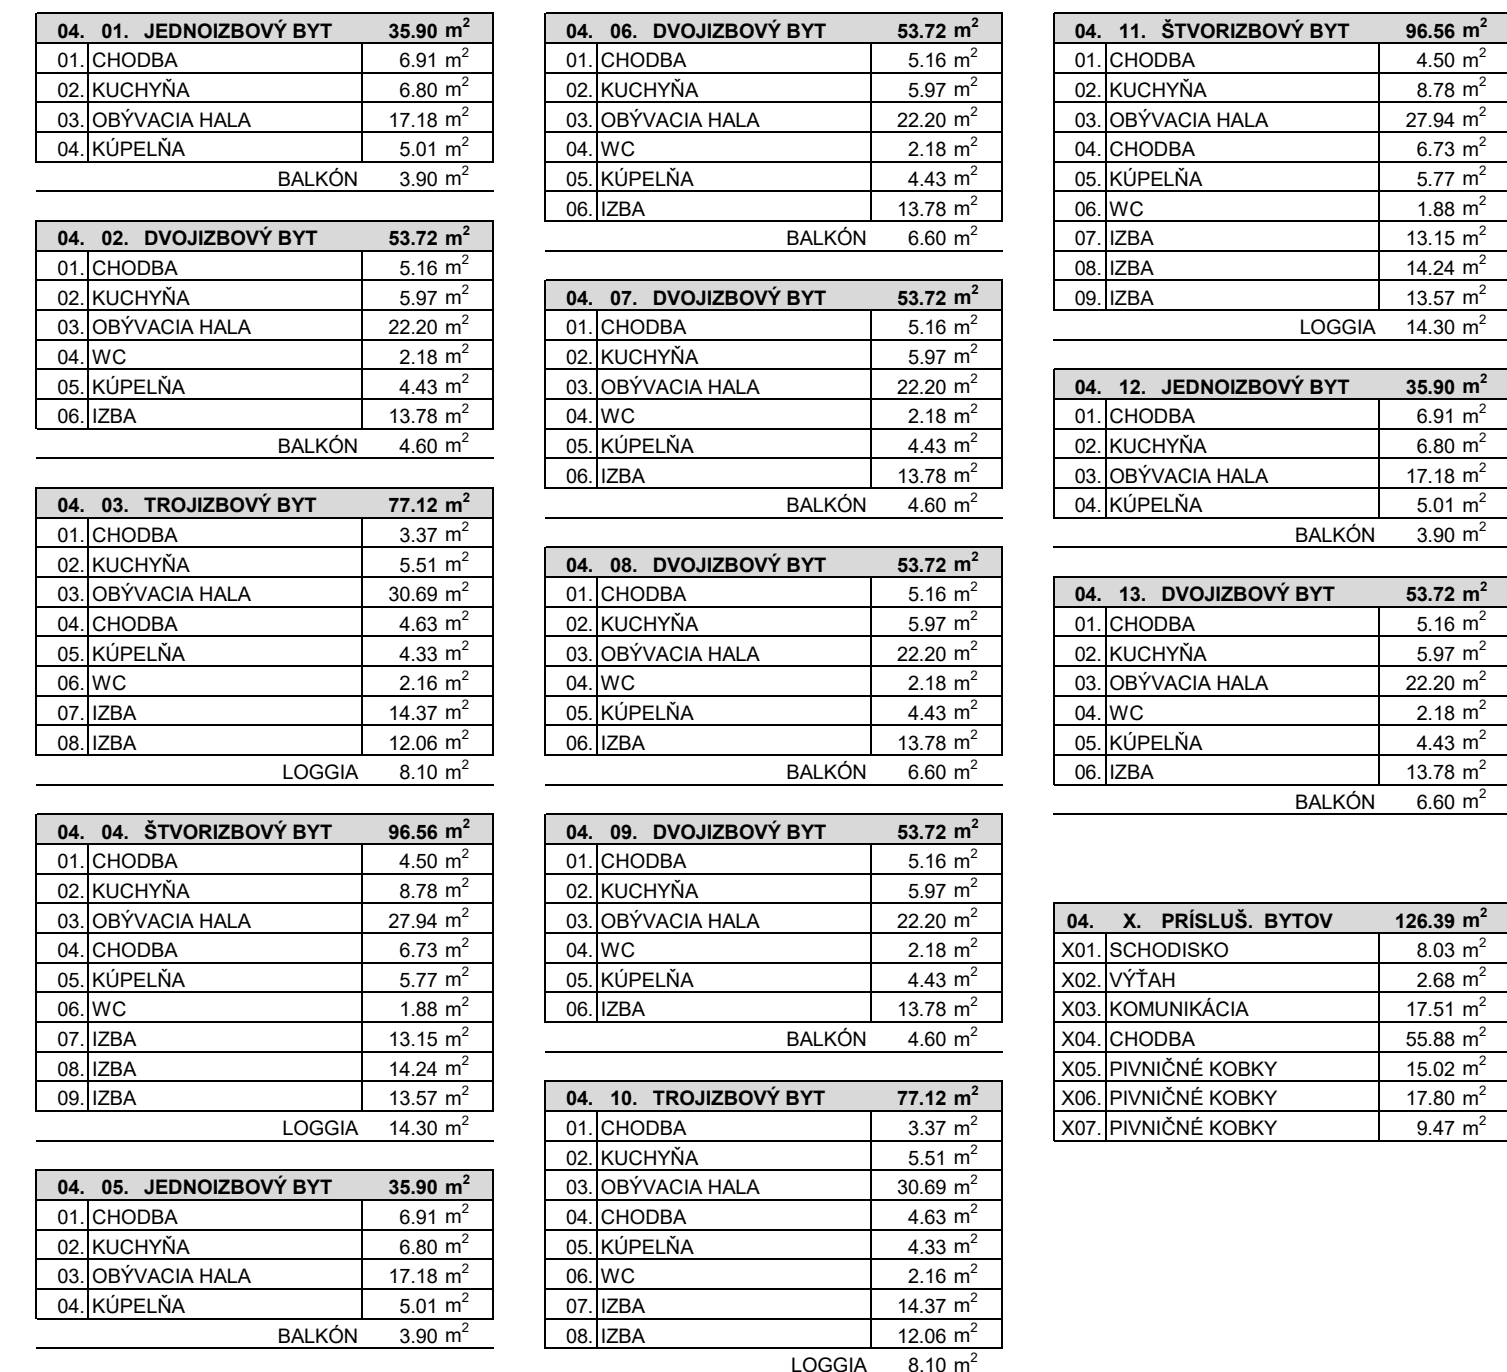 04. 01. JEDNOIZBOVÝ BYT 35.90 m²
01. CHODBA 6.91 m²
02. KUCHYŇA 6.80 m²
03. OBÝVACIA HALA 17.18 m²
04. KÚPELŇA 5.01 m²
BALKÓN 3.90 m²
04. 02. DVOJIZBOVÝ BYT 53.72 m²
01. CHODBA 5.16 m²
02. KUCHYŇA 5.97 m²
03. OBÝVACIA HALA 22.20 m²
04. WC 2.18 m²
05. KÚPELŇA 4.43 m²
06. IZBA 13.78 m²
BALKÓN 4.60 m²
04. 03. TROJIZBOVÝ BYT 77.12 m²
01. CHODBA 3.37 m²
02. KUCHYŇA 5.51 m²
03. OBÝVACIA HALA 30.69 m²
04. CHODBA 4.63 m²
05. KÚPELŇA 4.33 m²
06. WC 2.16 m²
07. IZBA 14.37 m²
08. IZBA 12.06 m²
LOGGIA 8.10 m²
04. 04. ŠTVORIZBOVÝ BYT 96.56 m²
01. CHODBA 4.50 m²
02. KUCHYŇA 8.78 m²
03. OBÝVACIA HALA 27.94 m²
04. CHODBA 6.73 m²
05. KÚPELŇA 5.77 m²
06. WC 1.88 m²
07. IZBA 13.15 m²
08. IZBA 14.24 m²
09. IZBA 13.57 m²
LOGGIA 14.30 m²
04. 05. JEDNOIZBOVÝ BYT 35.90 m²
01. CHODBA 6.91 m²
02. KUCHYŇA 6.80 m²
03. OBÝVACIA HALA 17.18 m²
04. KÚPELŇA 5.01 m²
BALKÓN 3.90 m²
04. 06. DVOJIZBOVÝ BYT 53.72 m²
01. CHODBA 5.16 m²
02. KUCHYŇA 5.97 m²
03. OBÝVACIA HALA 22.20 m²
04. WC 2.18 m²
05. KÚPELŇA 4.43 m²
06. IZBA 13.78 m²
BALKÓN 6.60 m²
04. 07. DVOJIZBOVÝ BYT 53.72 m²
01. CHODBA 5.16 m²
02. KUCHYŇA 5.97 m²
03. OBÝVACIA HALA 22.20 m²
04. WC 2.18 m²
05. KÚPELŇA 4.43 m²
06. IZBA 13.78 m²
BALKÓN 4.60 m²
04. 08. DVOJIZBOVÝ BYT 53.72 m²
01. CHODBA 5.16 m²
02. KUCHYŇA 5.97 m²
03. OBÝVACIA HALA 22.20 m²
04. WC 2.18 m²
05. KÚPELŇA 4.43 m²
06. IZBA 13.78 m²
BALKÓN 6.60 m²
04. 09. DVOJIZBOVÝ BYT 53.72 m²
01. CHODBA 5.16 m²
02. KUCHYŇA 5.97 m²
03. OBÝVACIA HALA 22.20 m²
04. WC 2.18 m²
05. KÚPELŇA 4.43 m²
06. IZBA 13.78 m²
BALKÓN 4.60 m²
04. 10. TROJIZBOVÝ BYT 77.12 m²
01. CHODBA 3.37 m²
02. KUCHYŇA 5.51 m²
03. OBÝVACIA HALA 30.69 m²
04. CHODBA 4.63 m²
05. KÚPELŇA 4.33 m²
06. WC 2.16 m²
07. IZBA 14.37 m²
08. IZBA 12.06 m²
LOGGIA 8.10 m²
04. 11. ŠTVORIZBOVÝ BYT 96.56 m²
01. CHODBA 4.50 m²
02. KUCHYŇA 8.78 m²
03. OBÝVACIA HALA 27.94 m²
04. CHODBA 6.73 m²
05. KÚPELŇA 5.77 m²
06. WC 1.88 m²
07. IZBA 13.15 m²
08. IZBA 14.24 m²
09. IZBA 13.57 m²
LOGGIA 14.30 m²
04. 12. JEDNOIZBOVÝ BYT 35.90 m²
01. CHODBA 6.91 m²
02. KUCHYŇA 6.80 m²
03. OBÝVACIA HALA 17.18 m²
04. KÚPELŇA 5.01 m²
BALKÓN 3.90 m²
04. 13. DVOJIZBOVÝ BYT 53.72 m²
01. CHODBA 5.16 m²
02. KUCHYŇA 5.97 m²
03. OBÝVACIA HALA 22.20 m²
04. WC 2.18 m²
05. KÚPELŇA 4.43 m²
06. IZBA 13.78 m²
BALKÓN 6.60 m²
04. X. PRÍSLUŠ. BYTOV 126.39 m²
X01. SCHODISKO 8.03 m²
X02. VÝŤAH 2.68 m²
X03. KOMUNIKÁCIA 17.51 m²
X04. CHODBA 55.88 m²
X05. PIVNIČNÉ KOBKY 15.02 m²
X06. PIVNIČNÉ KOBKY 17.80 m²
X07. PIVNIČNÉ KOBKY 9.47 m²